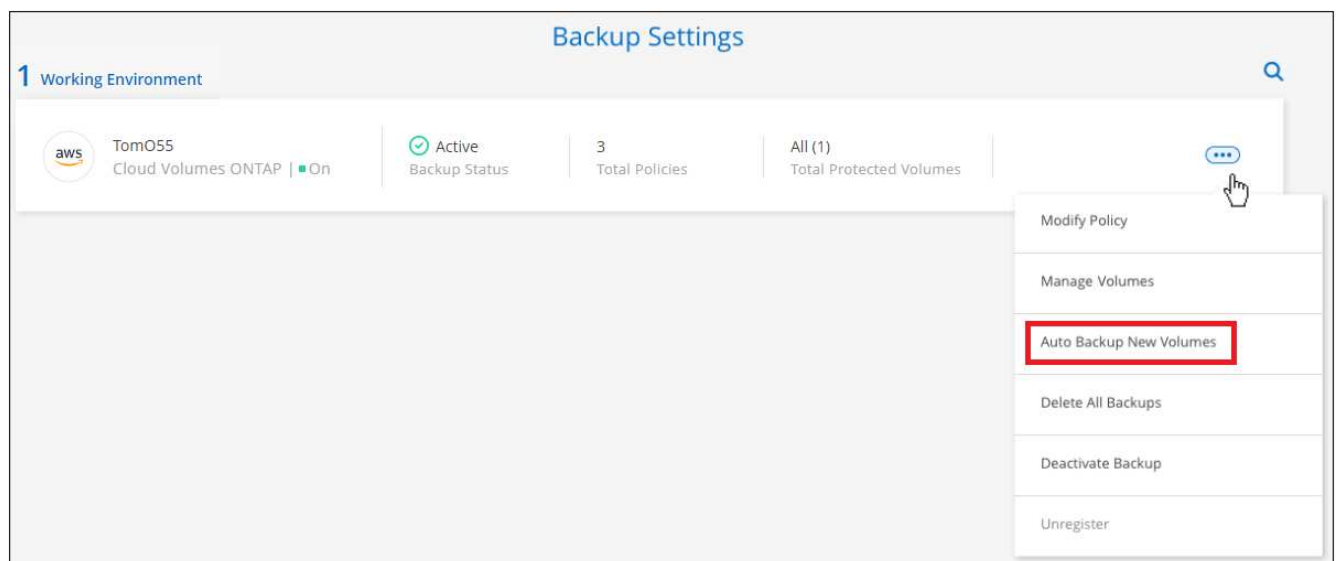 Backup Settings
1 Working Environment
aws
TomO55
Cloud Volumes ONTAP | On
Active
Backup Status
3
Total Policies
All (1)
Total Protected Volumes
Modify Policy
Manage Volumes
Auto Backup New Volumes
Delete All Backups
Deactivate Backup
Unregister